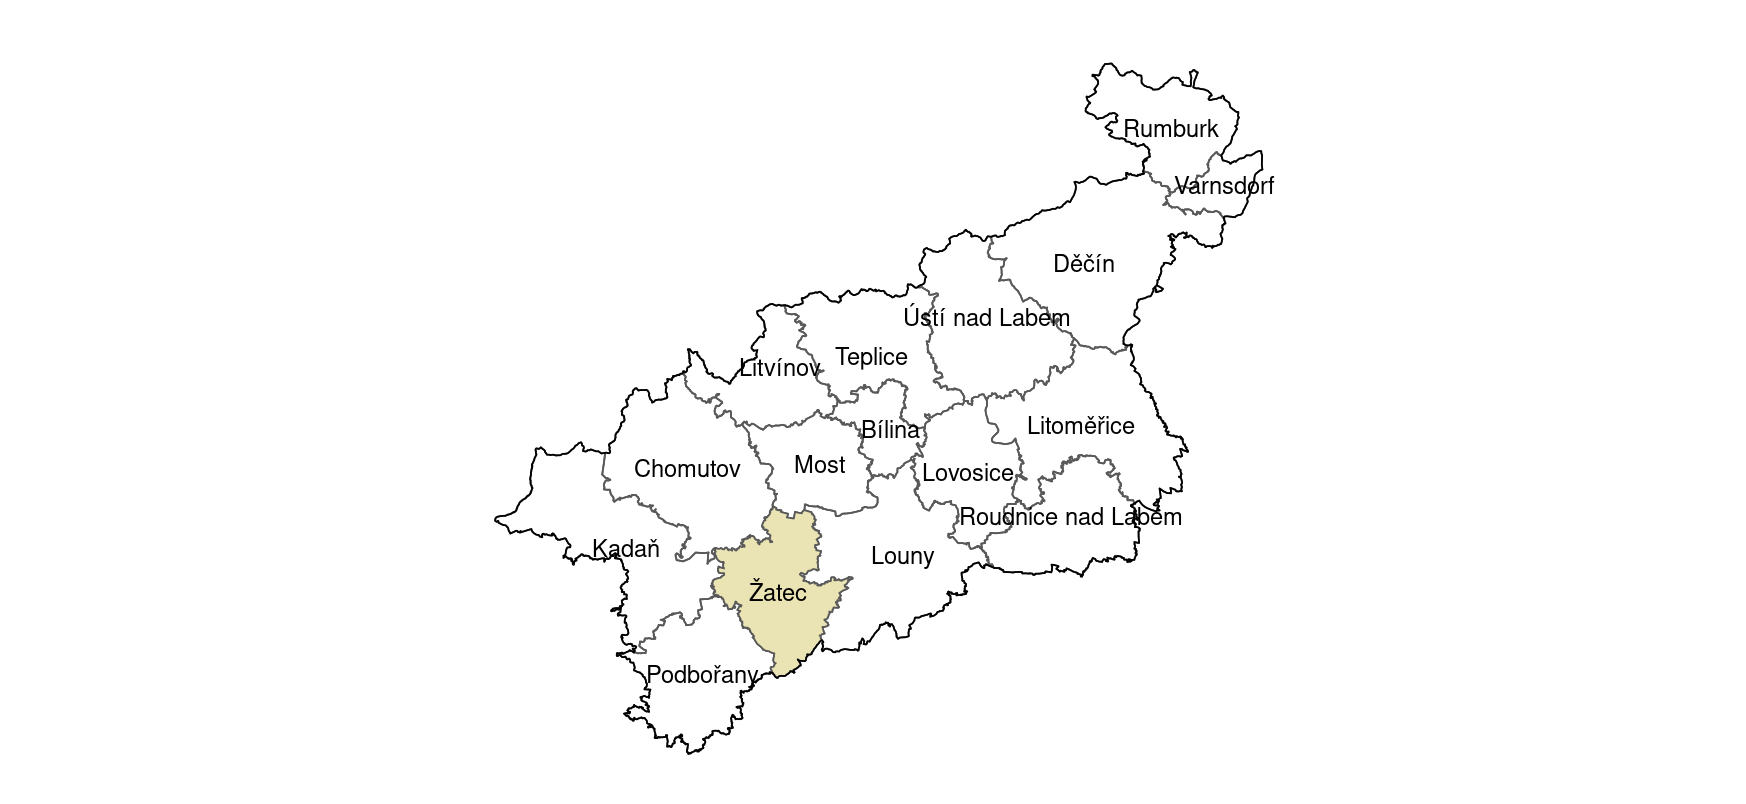 Rumburk
Varnsdorf
Děčín
Ústí nad Labem
Teplice
Litvínov
Litoměřice
Bílina
Most
Chomutov
Lovosice
Roudnice nad Labem
Kadaň
Louny
Žatec
Podbořany